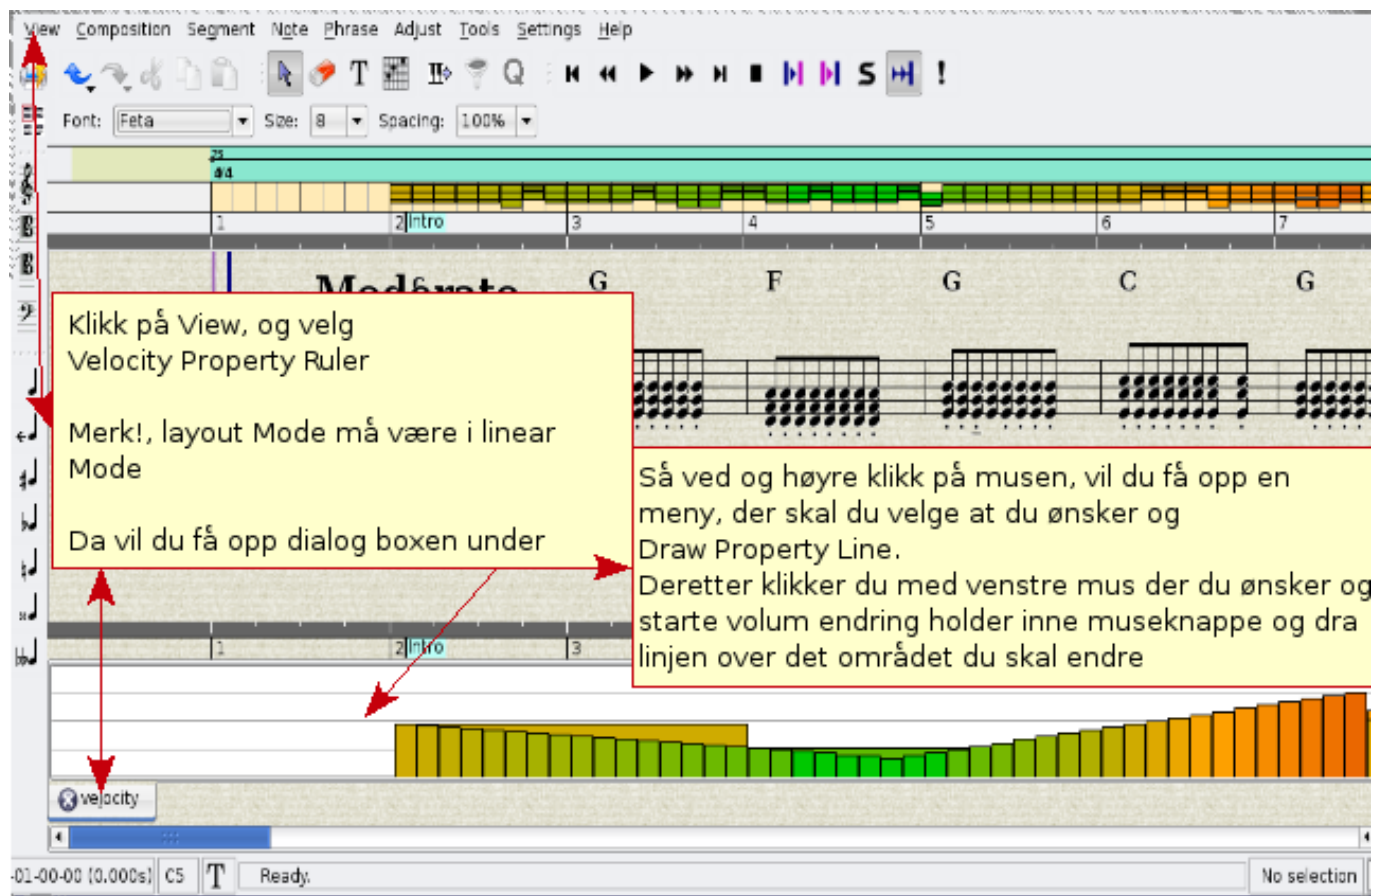 View Composition Segment Note Phrase Adjust Tools Settings Help
T Q S !
Font: Feta Size: 8 Spacing: 100%
75
4/4
1 2 Intro 3 4 5 6 7
G F G C G
Klikk på View, og velg
Velocity Property Ruler
Merk!, layout Mode må være i linear
Mode
Da vil du få opp dialog boxen under
Så ved og høyre klikk på musen, vil du få opp en
meny, der skal du velge at du ønsker og
Draw Property Line.
Deretter klikker du med venstre mus der du ønsker og
starte volum endring holder inne museknappe og dra
linjen over det området du skal endre
1 2 Intro 3
velocity
-01-00-00 (0.000s) C5 T Ready. No selection